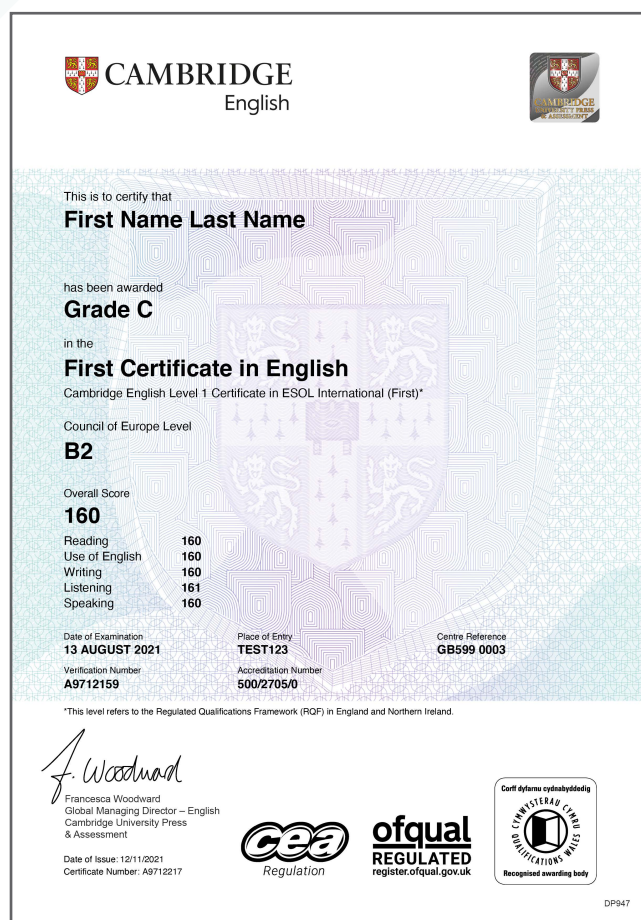 CAMBRIDGE
English
CAMBRIDGE
UNIVERSITY PRESS
& ASSESSMENT
This is to certify that
First Name Last Name
has been awarded
Grade C
in the
First Certificate in English
Cambridge English Level 1 Certificate in ESOL International (First)*
Council of Europe Level
B2
Overall Score
160
Reading 160
Use of English 160
Writing 160
Listening 161
Speaking 160
Date of Examination Place of Entry Centre Reference
13 AUGUST 2021 TEST123 GB599 0003
Verification Number Accreditation Number
A9712159 500/2705/0
*This level refers to the Regulated Qualifications Framework (RQF) in England and Northern Ireland.
F. Woodward
Francesca Woodward
Global Managing Director – English
Cambridge University Press
& Assessment
Date of Issue: 12/11/2021
Certificate Number: A9712217
cea
Regulation
ofqual
REGULATED
register.ofqual.gov.uk
Corff dyfarnu cydnabyddedig
CYMWYSTERAU CYMRU
QUALIFICATIONS WALES
Recognised awarding body
DP947